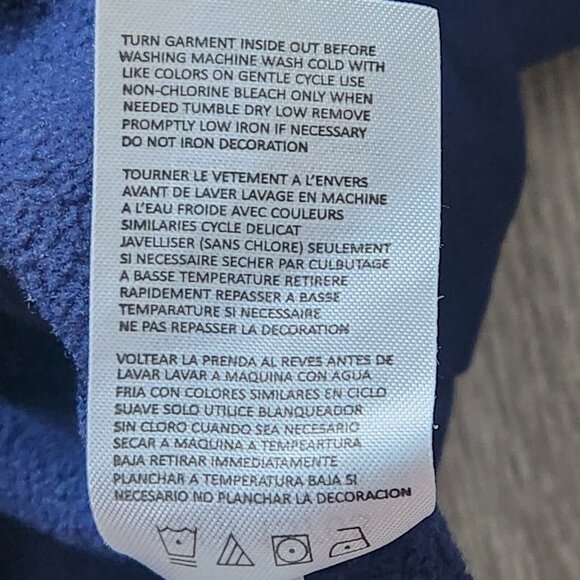 TURN GARMENT INSIDE OUT BEFORE
WASHING MACHINE WASH COLD WITH
LIKE COLORS ON GENTLE CYCLE USE
NON-CHLORINE BLEACH ONLY WHEN
NEEDED TUMBLE DRY LOW REMOVE
PROMPTLY LOW IRON IF NECESSARY
DO NOT IRON DECORATION
TOURNER LE VETEMENT A L'ENVERS
AVANT DE LAVER LAVAGE EN MACHINE
A L'EAU FROIDE AVEC COULEURS
SIMILARIES CYCLE DELICAT
JAVELLISER (SANS CHLORE) SEULEMENT
SI NECESSAIRE SECHER PAR CULBUTAGE
A BASSE TEMPERATURE RETIRERE
RAPIDEMENT REPASSER A BASSE
TEMPARATURE SI NECESSAIRE
NE PAS REPASSER LA DECORATION
VOLTEAR LA PRENDA AL REVES ANTES DE
LAVAR LAVAR A MAQUINA CON AGUA
FRIA CON COLORES SIMILARES EN CICLO
SUAVE SOLO UTILICE BLANQUEADOR
SIN CLORO CUANDO SEA NECESARIO
SECAR A MAQUINA A TEMPEARTURA
BAJA RETIRAR IMMEDIATAMENTE
PLANCHAR A TEMPERATURA BAJA SI
NECESARIO NO PLANCHAR LA DECORACION